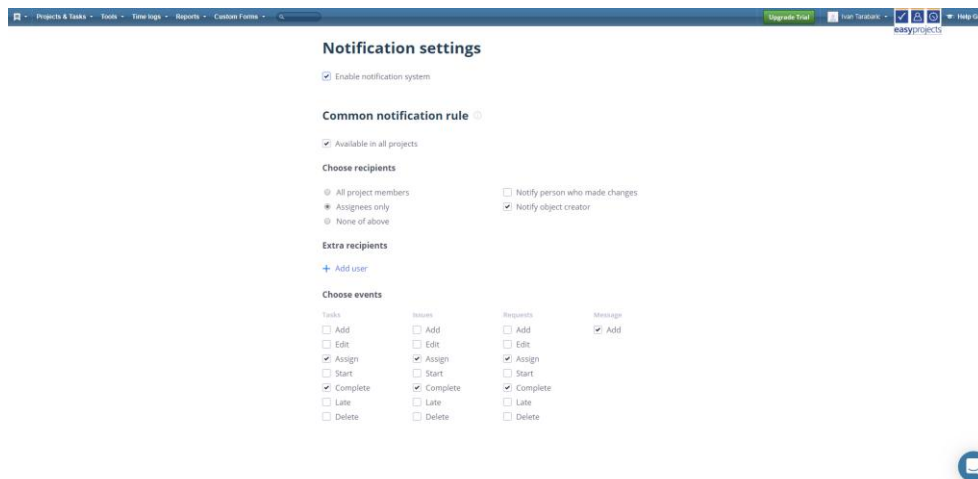 Projects & Tasks Tools Time logs Reports Custom Forms Upgrade Trial Ivan Tarabaric Help
easyprojects
Notification settings
Enable notification system
Common notification rule
Available in all projects
Choose recipients
All project members Notify person who made changes
Assignees only Notify object creator
None of above
Extra recipients
+ Add user
Choose events
Tasks Issues Requests Message
Add Add Add Add
Edit Edit Edit
Assign Assign Assign
Start Start Start
Complete Complete Complete
Late Late Late
Delete Delete Delete